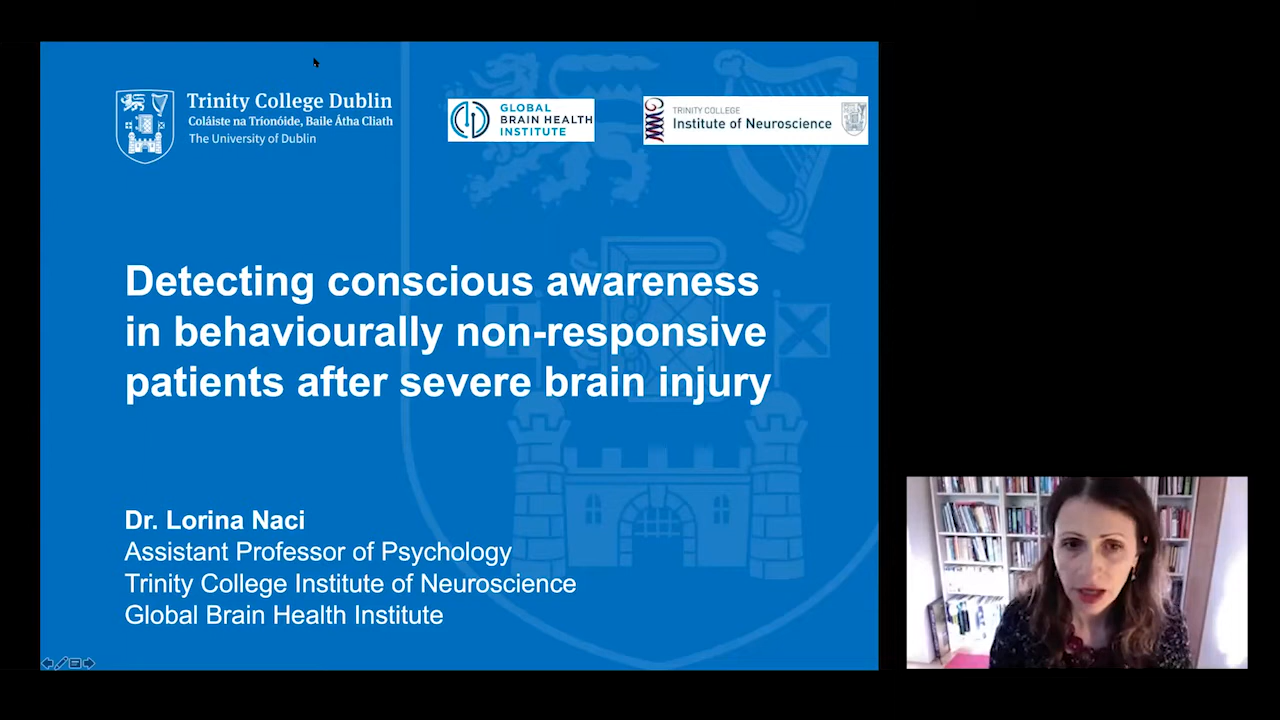 Trinity College Dublin
Coláiste na Tríonóide, Baile Átha Cliath
The University of Dublin
GLOBAL
BRAIN HEALTH
INSTITUTE
TRINITY COLLEGE
Institute of Neuroscience
Detecting conscious awareness
in behaviourally non-responsive
patients after severe brain injury
Dr. Lorina Naci
Assistant Professor of Psychology
Trinity College Institute of Neuroscience
Global Brain Health Institute